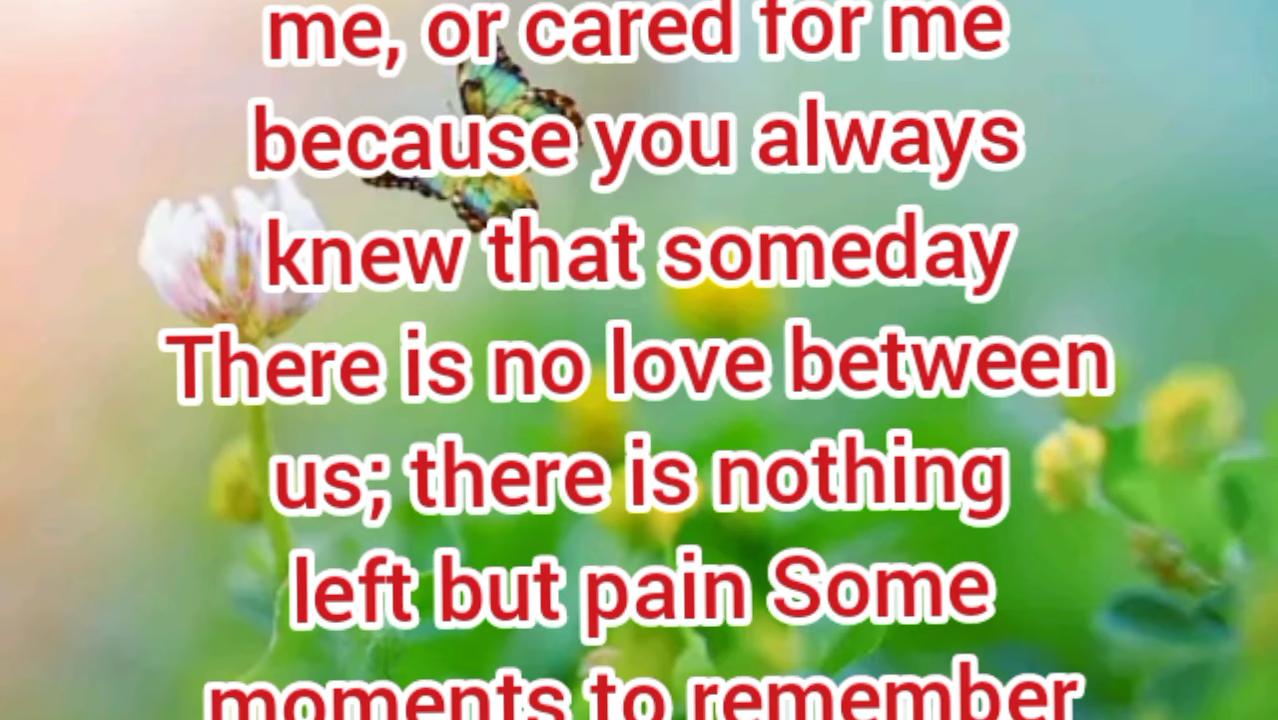 me, or cared for me
because you always
knew that someday
There is no love between
us; there is nothing
left but pain Some
moments to remember